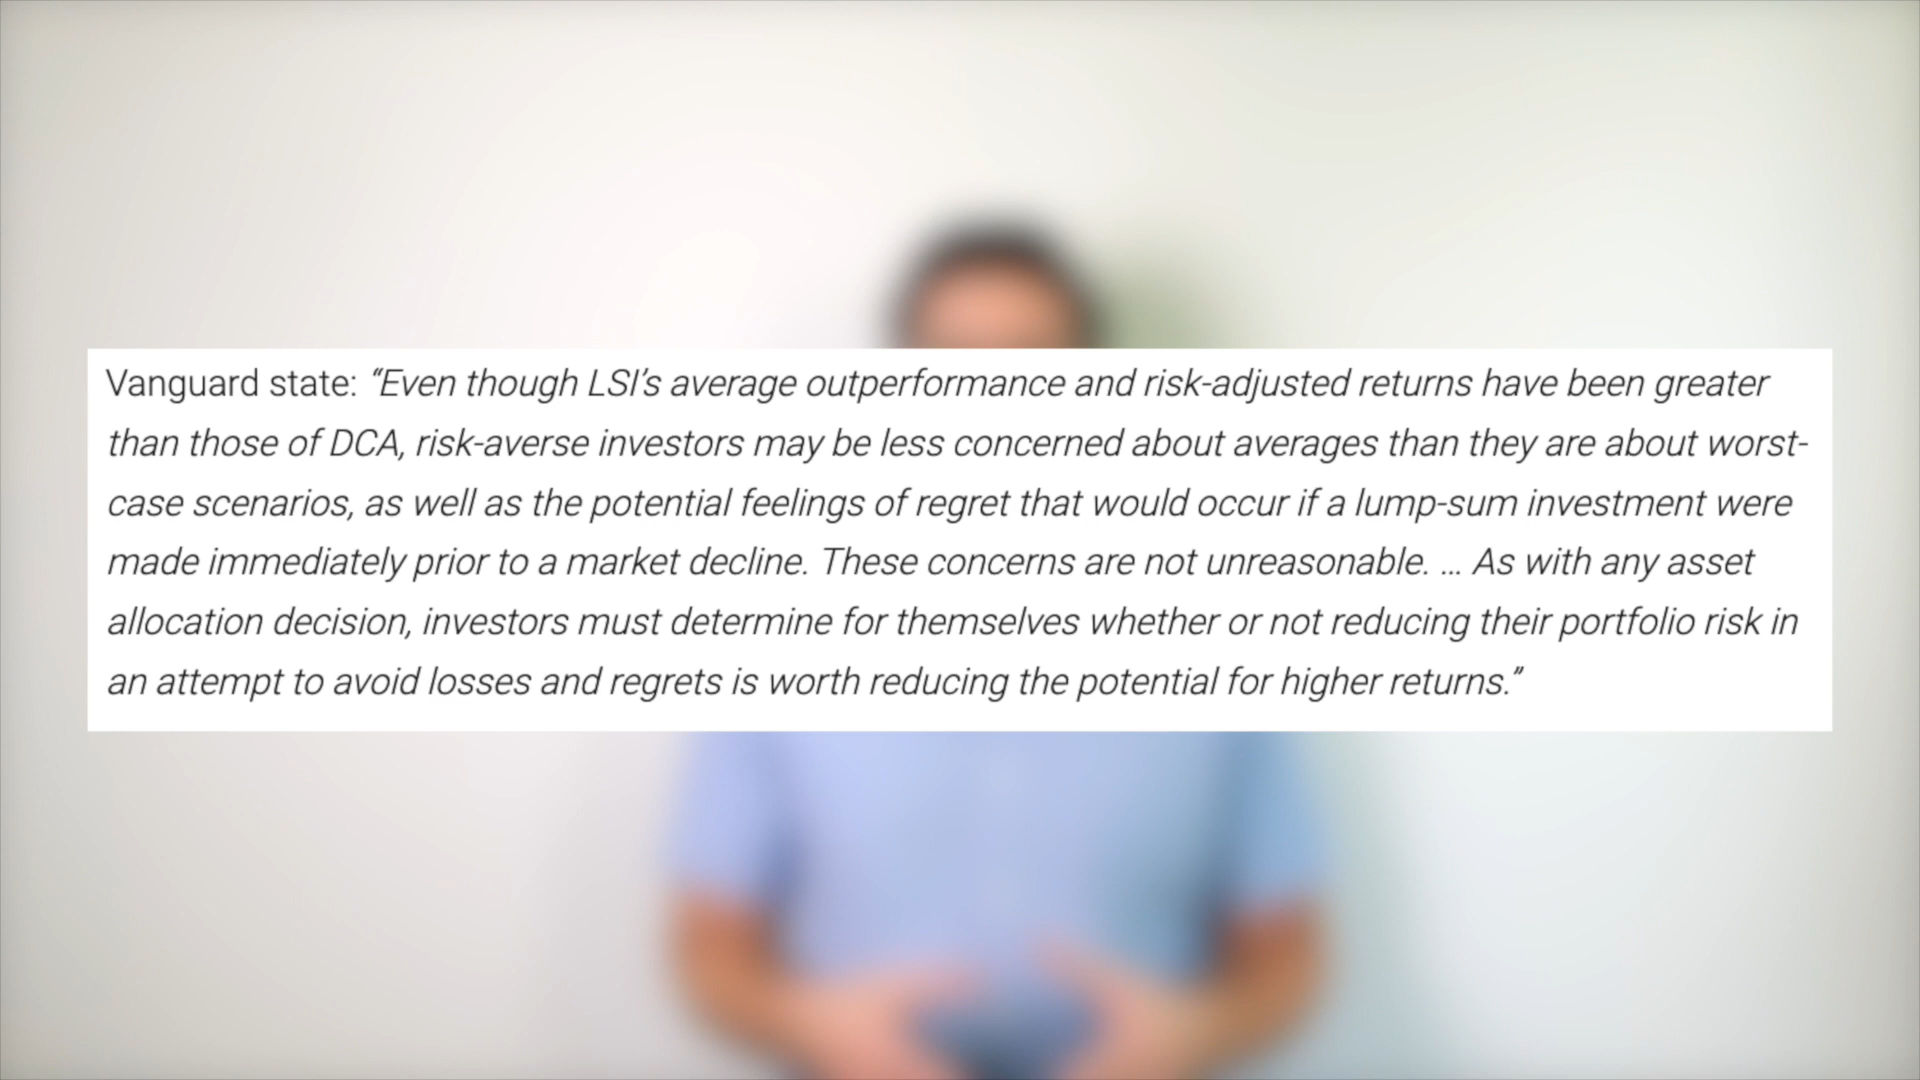 Vanguard state: “Even though LSI’s average outperformance and risk-adjusted returns have been greater
than those of DCA, risk-averse investors may be less concerned about averages than they are about worst-
case scenarios, as well as the potential feelings of regret that would occur if a lump-sum investment were
made immediately prior to a market decline. These concerns are not unreasonable. ... As with any asset
allocation decision, investors must determine for themselves whether or not reducing their portfolio risk in
an attempt to avoid losses and regrets is worth reducing the potential for higher returns.”